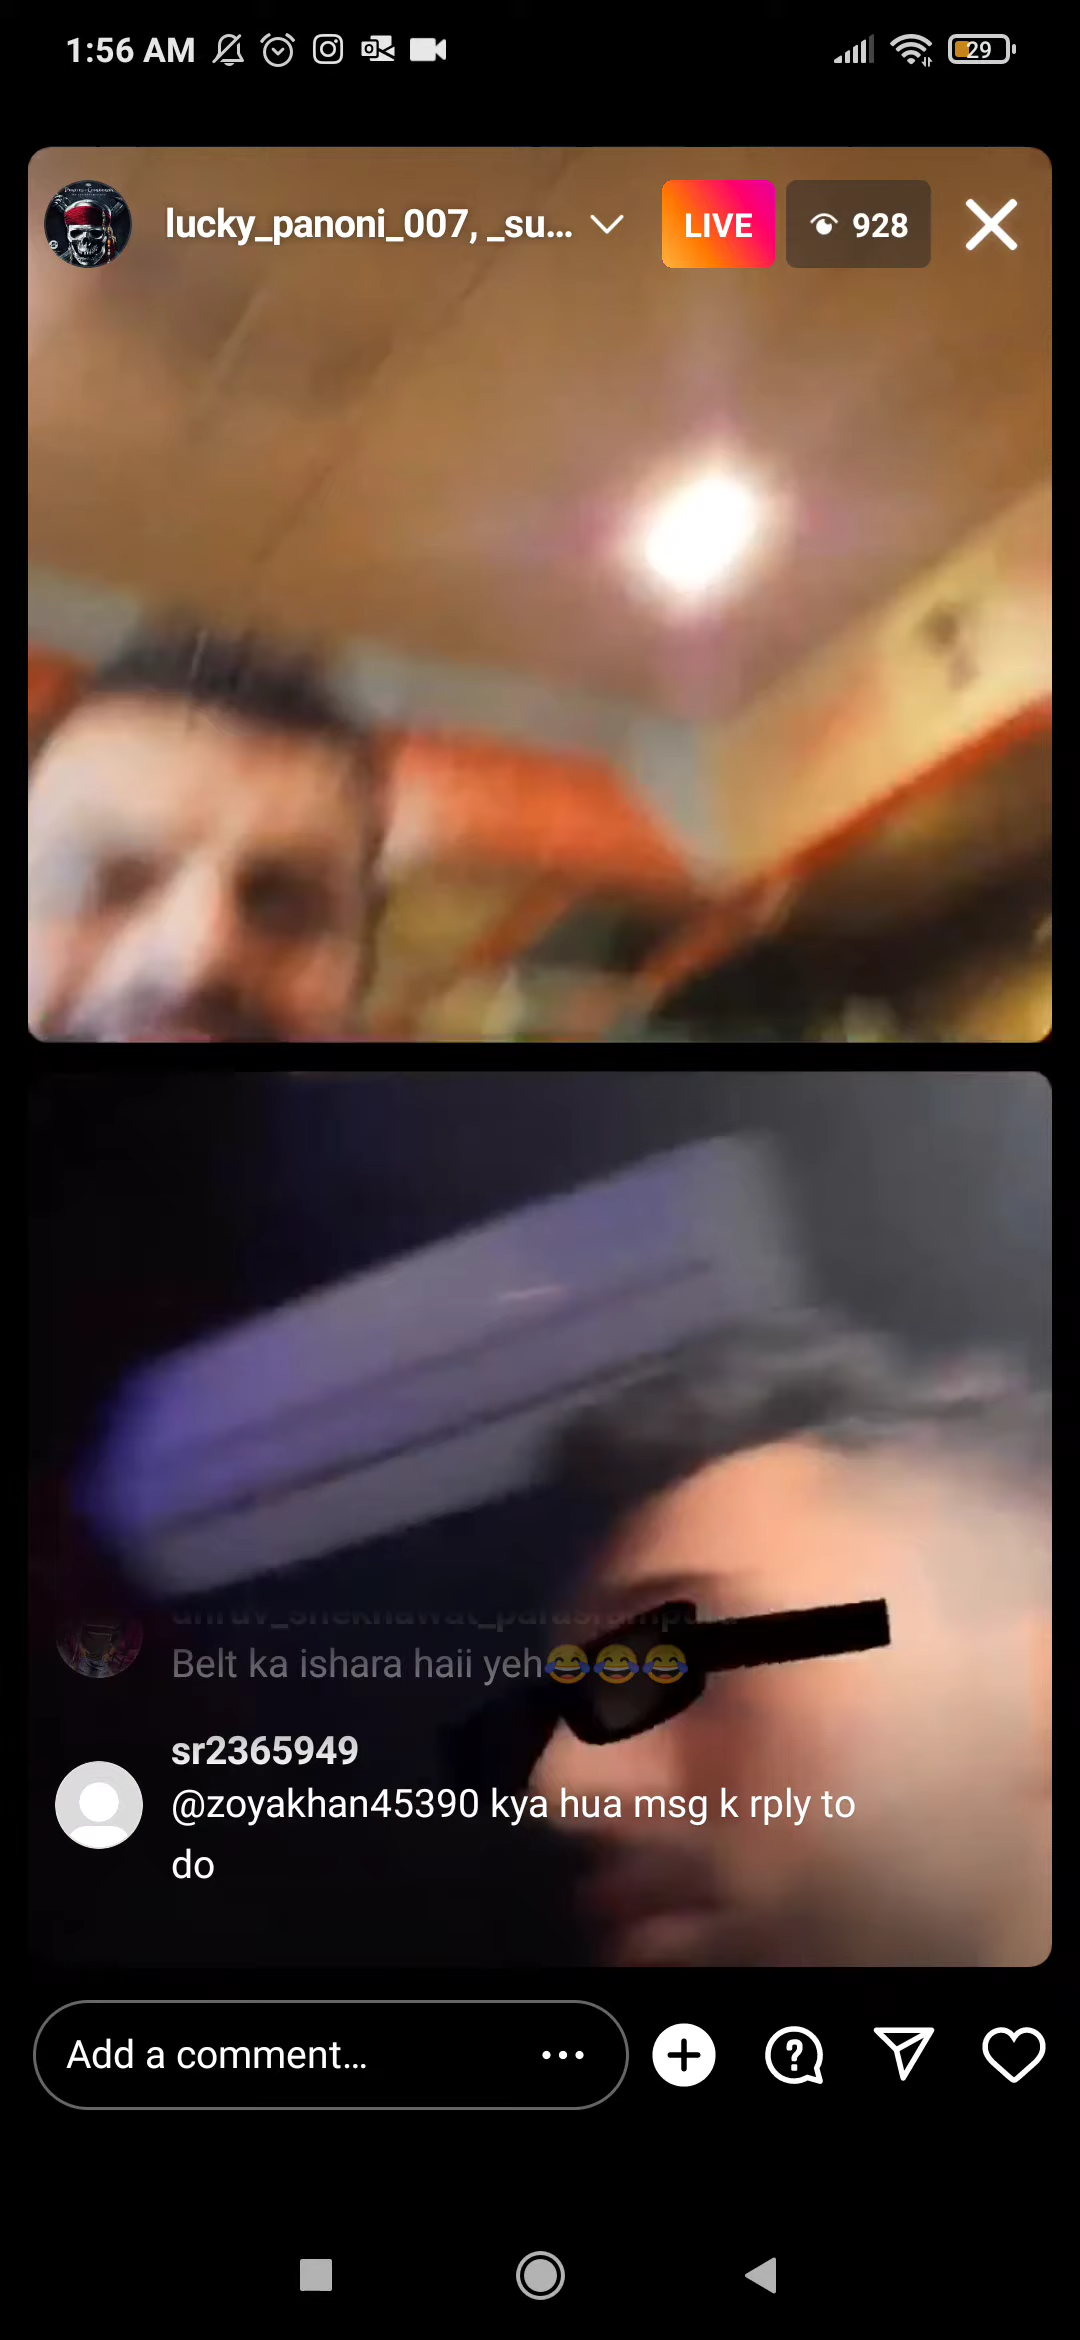 1:56 AM
29
lucky_panoni_007, _su...
LIVE
928
Belt ka ishara haii yeh😂😂😂
sr2365949
@zoyakhan45390 kya hua msg k rply to
do
Add a comment...